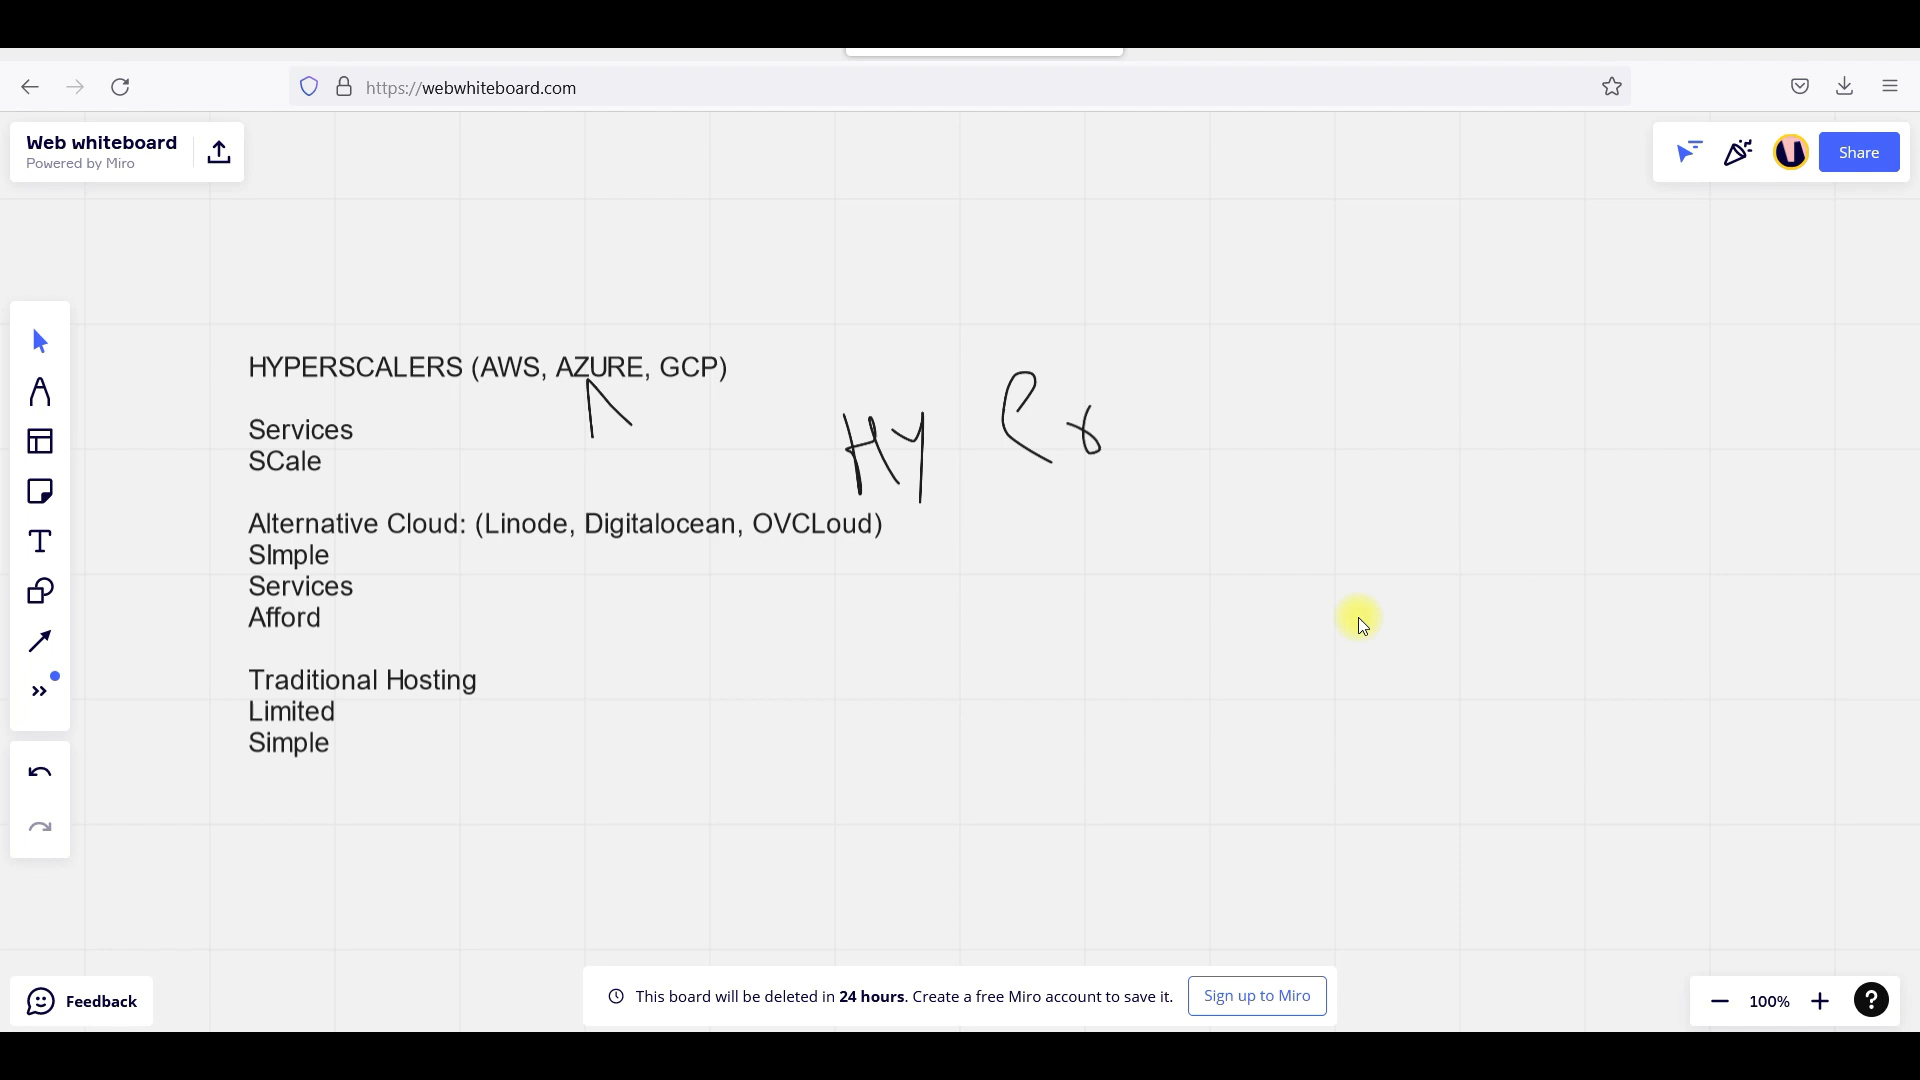 https://webwhiteboard.com
Web whiteboard
Powered by Miro
Share
HYPERSCALERS (AWS, AZURE, GCP)
Services
SCale
HY
Alternative Cloud: (Linode, Digitalocean, OVCLoud)
SImple
Services
Afford
Traditional Hosting
Limited
Simple
Feedback
This board will be deleted in 24 hours. Create a free Miro account to save it.
Sign up to Miro
100%
?